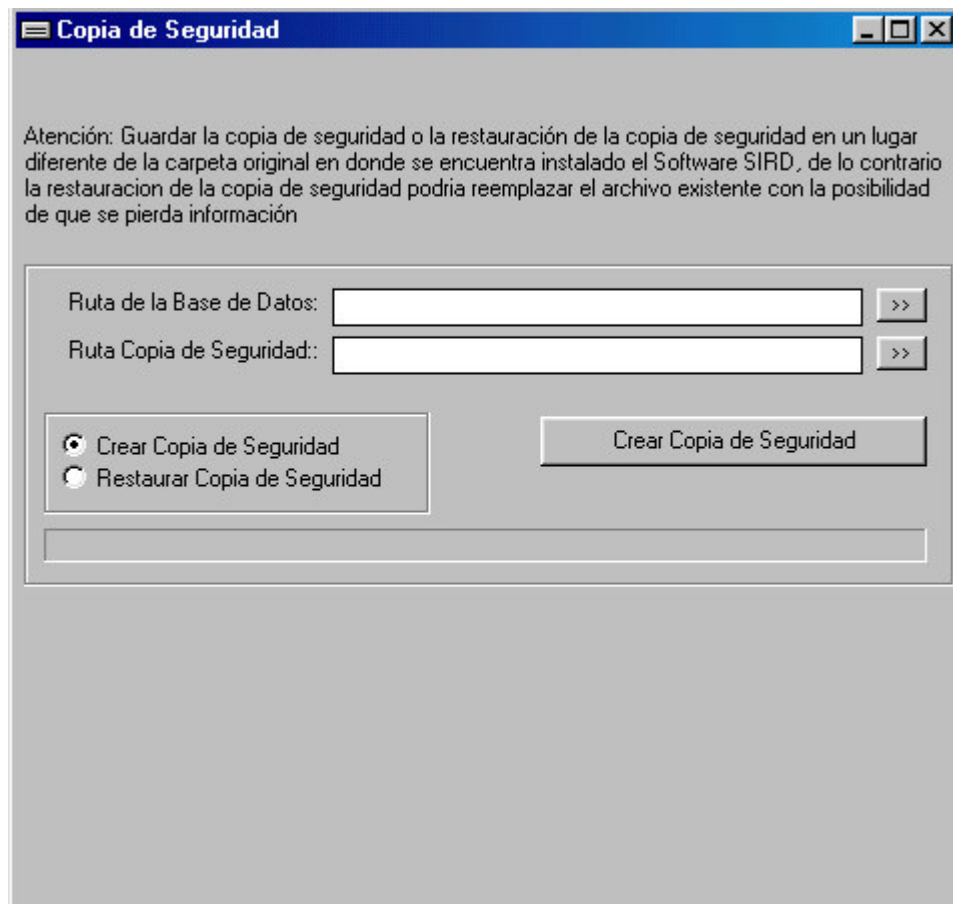 Copia de Seguridad
Atención: Guardar la copia de seguridad o la restauración de la copia de seguridad en un lugar
diferente de la carpeta original en donde se encuentra instalado el Software SIRD, de lo contrario
la restauracion de la copia de seguridad podria reemplazar el archivo existente con la posibilidad
de que se pierda información
Ruta de la Base de Datos: >>
Ruta Copia de Seguridad:: >>
Crear Copia de Seguridad
Restaurar Copia de Seguridad
Crear Copia de Seguridad